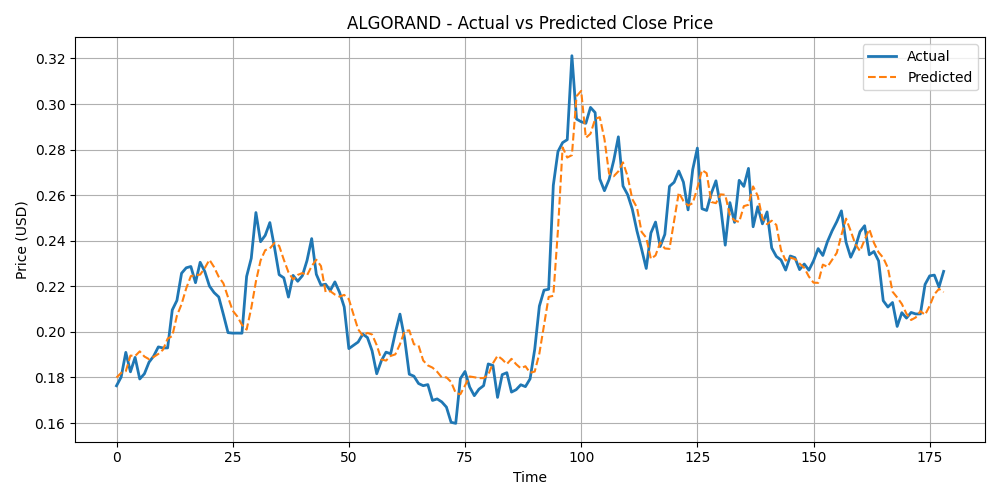 ALGORAND - Actual vs Predicted Close Price
Actual
Predicted
Price (USD)
0.32
0.30
0.28
0.26
0.24
0.22
0.20
0.18
0.16
0 25 50 75 100 125 150 175
Time